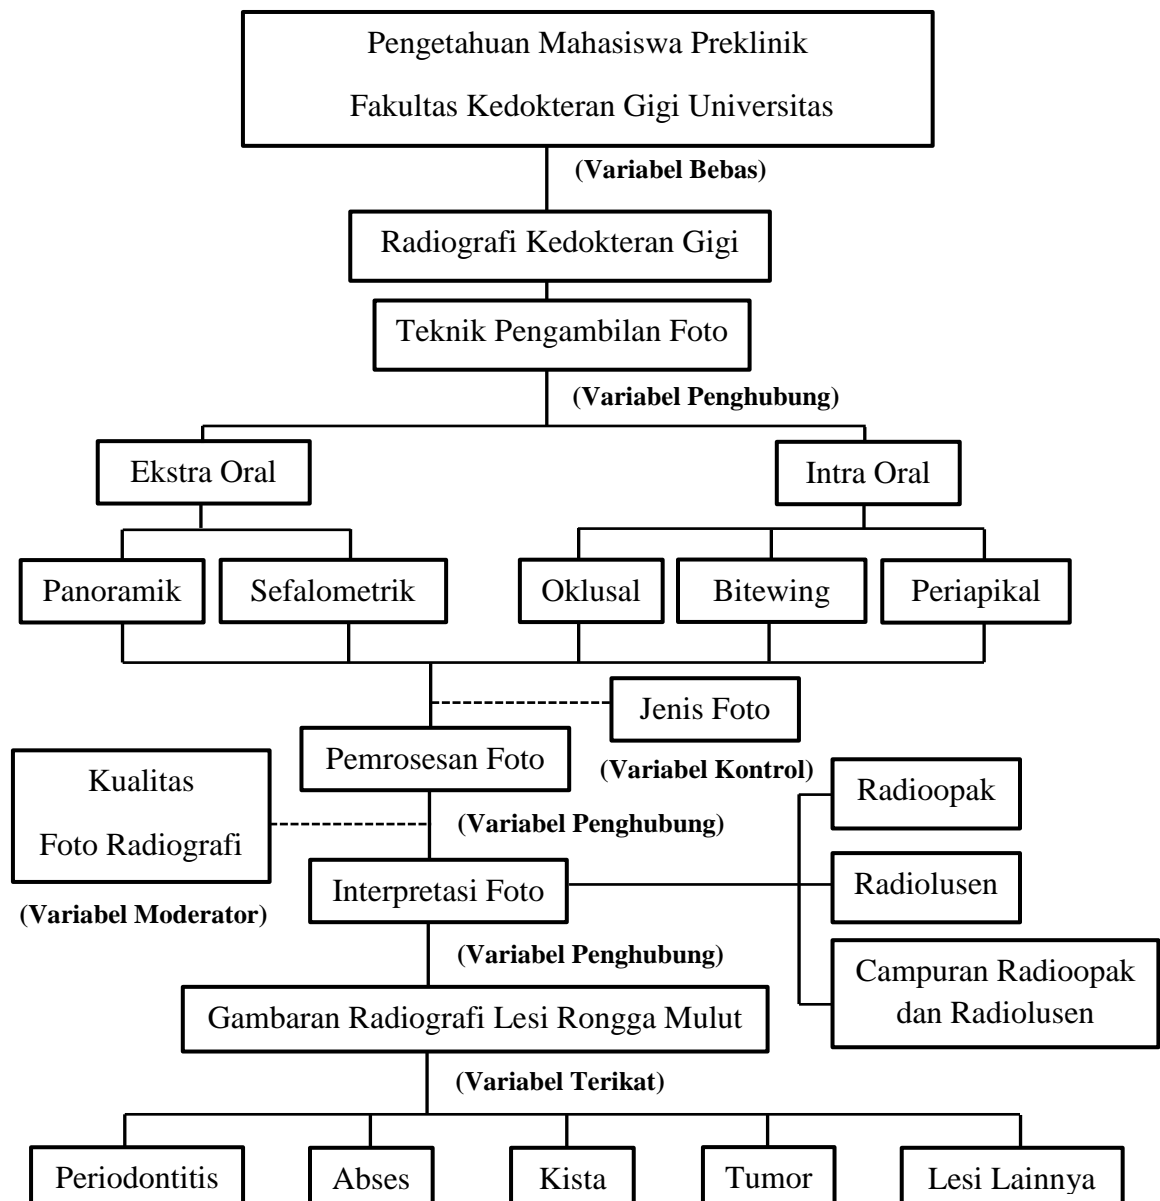 Pengetahuan Mahasiswa Preklinik
Fakultas Kedokteran Gigi Universitas
(Variabel Bebas)
Radiografi Kedokteran Gigi
Teknik Pengambilan Foto
(Variabel Penghubung)
Ekstra Oral
Intra Oral
Panoramik
Sefalometrik
Oklusal
Bitewing
Periapikal
Jenis Foto
(Variabel Kontrol)
Pemrosesan Foto
(Variabel Penghubung)
Kualitas
Foto Radiografi
(Variabel Moderator)
Interpretasi Foto
Radioopak
Radiolusen
Campuran Radioopak
dan Radiolusen
(Variabel Penghubung)
Gambaran Radiografi Lesi Rongga Mulut
(Variabel Terikat)
Periodontitis
Abses
Kista
Tumor
Lesi Lainnya